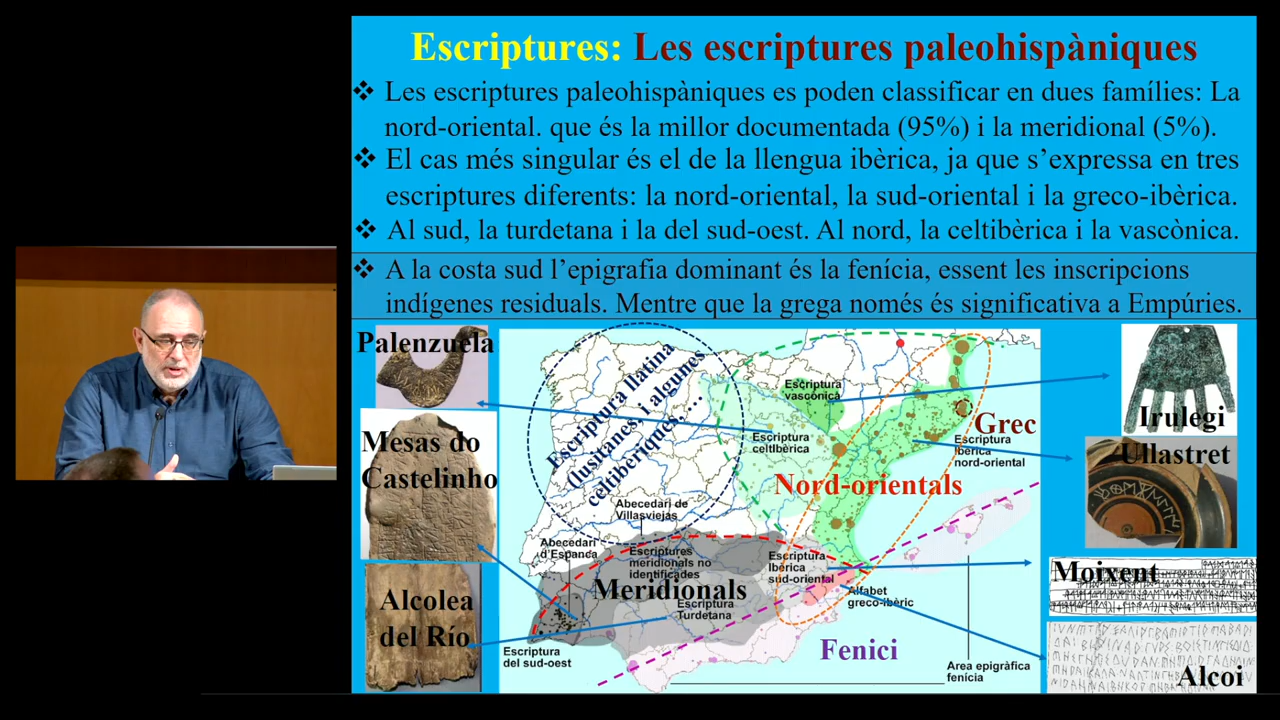 Escriptures: Les escriptures paleohispàniques
❖ Les escriptures paleohispàniques es poden classificar en dues famílies: La
nord-oriental. que és la millor documentada (95%) i la meridional (5%).
❖ El cas més singular és el de la llengua ibèrica, ja que s’expressa en tres
escriptures diferents: la nord-oriental, la sud-oriental i la greco-ibèrica.
❖ Al sud, la turdetana i la del sud-oest. Al nord, la celtibèrica i la vascònica.
❖ A la costa sud l’epigrafia dominant és la fenícia, essent les inscripcions
indígenes residuals. Mentre que la grega només és significativa a Empúries.
Palenzuela
Mesas do
Castelinho
Alcolea
del Río
Escriptura llatina
(lusitanes, i algunes
celtibèriques, …
Escriptura
vascònica
Escriptura
celtibèrica
Grec
Escriptura
ibèrica
nord-oriental
Nord-orientals
Abecedari de
Villasviejas
Abecedari
d’Espanca
Escriptures
meridionals no
identificades
Escriptura
Ibèrica
sud-oriental
Meridionals
Escriptura
Turdetana
Alfabet
greco-ibèric
Escriptura
del sud-oest
Fenici
Area epigràfica
fenícia
Irulegi
Ullastret
Moixent
Alcoi